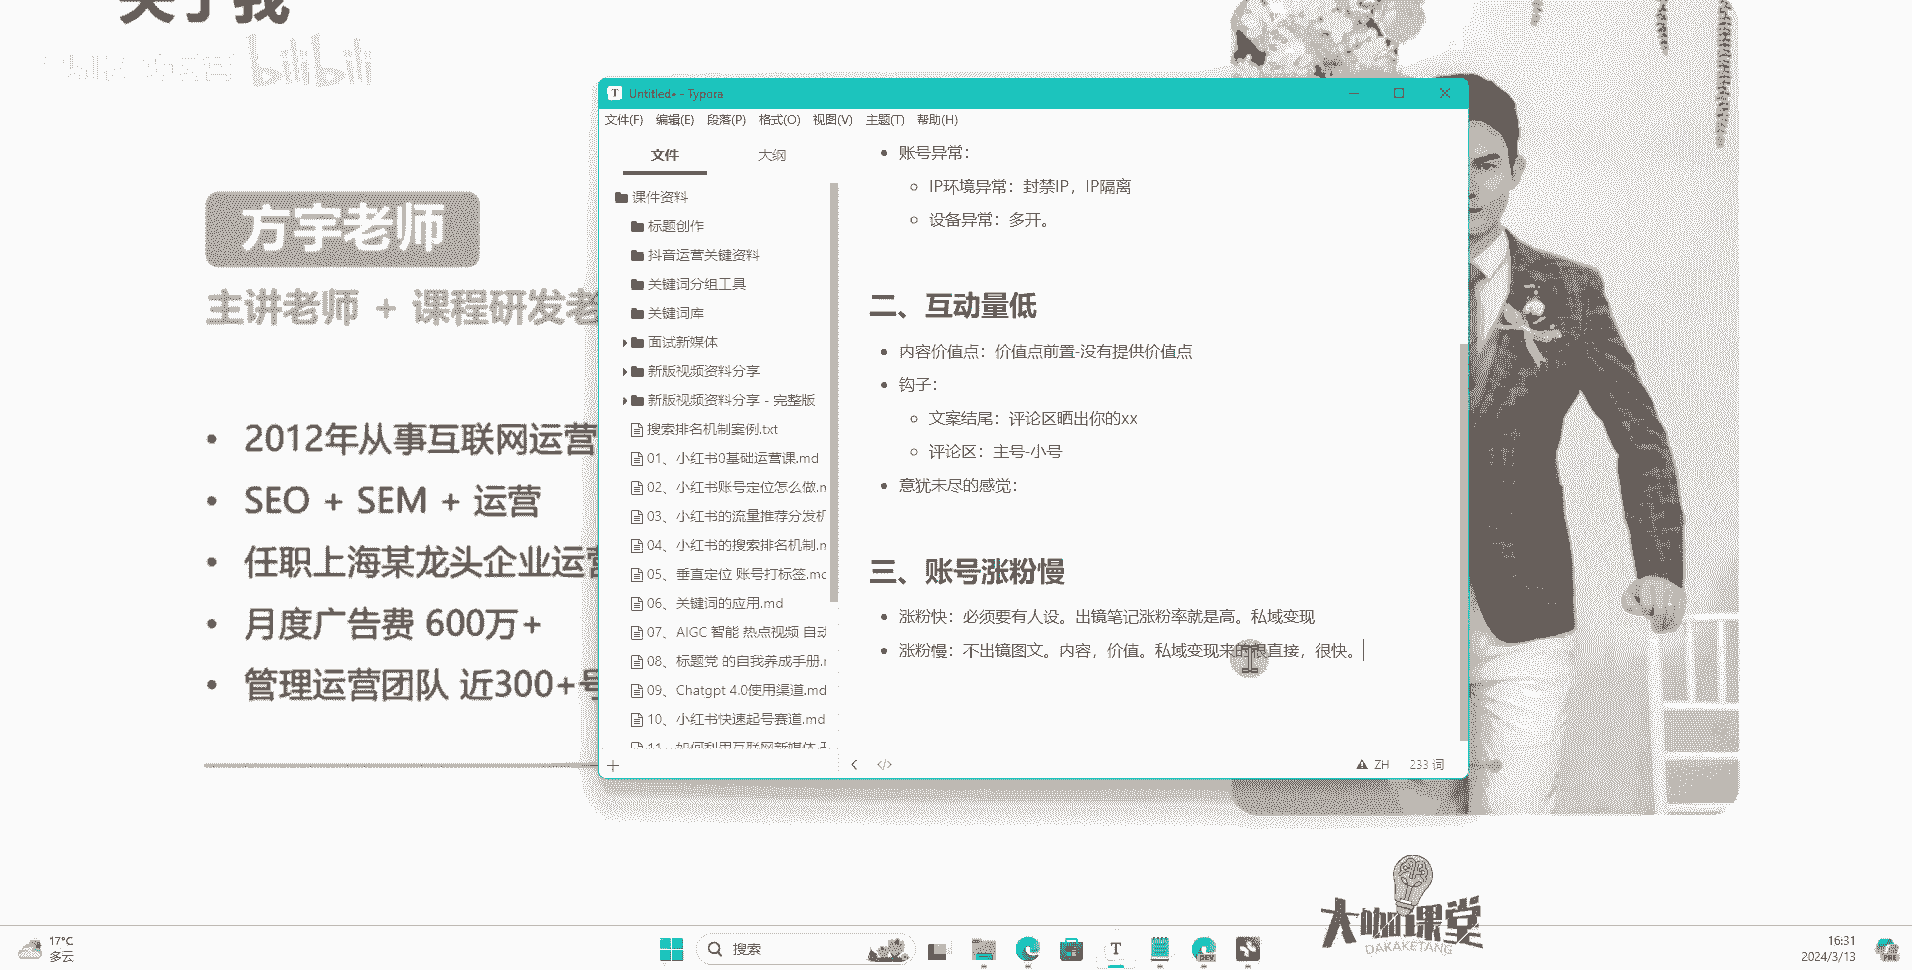 关于我
bilibili
方宇老师
主讲老师 + 课程研发老
2012年从事互联网运营
SEO + SEM + 运营
任职上海某龙头企业运营
月度广告费 600万+
管理运营团队 近300+号
Untitled• - Typora
文件(F) 编辑(E) 段落(P) 格式(O) 视图(V) 主题(T) 帮助(H)
文件 大纲
课件资料
标题创作
抖音运营关键资料
关键词分组工具
关键词库
面试新媒体
新版视频资料分享
新版视频资料分享 - 完整版
搜索排名机制案例.txt
01、小红书0基础运营课.md
02、小红书账号定位怎么做.m
03、小红书的流量推荐分发机
04、小红书的搜索排名机制.m
05、垂直定位 账号打标签.md
06、关键词的应用.md
07、AIGC 智能 热点视频 自动
08、标题党 的自我养成手册.m
09、Chatgpt 4.0使用渠道.md
10、小红书快速起号赛道.md
11、如何利用互联网新媒体
账号异常：
IP环境异常：封禁IP，IP隔离
设备异常：多开。
二、互动量低
内容价值点：价值点前置-没有提供价值点
钩子：
文案结尾：评论区晒出你的xx
评论区：主号-小号
意犹未尽的感觉：
三、账号涨粉慢
涨粉快：必须要有人设。出镜笔记涨粉率就是高。私域变现
涨粉慢：不出镜图文。内容，价值。私域变现来的很直接，很快。
ZH 233 词
大咖课堂
DAKAKETANG
17°C
多云
搜索
T
DEV
16:31
2024/3/13
PRE